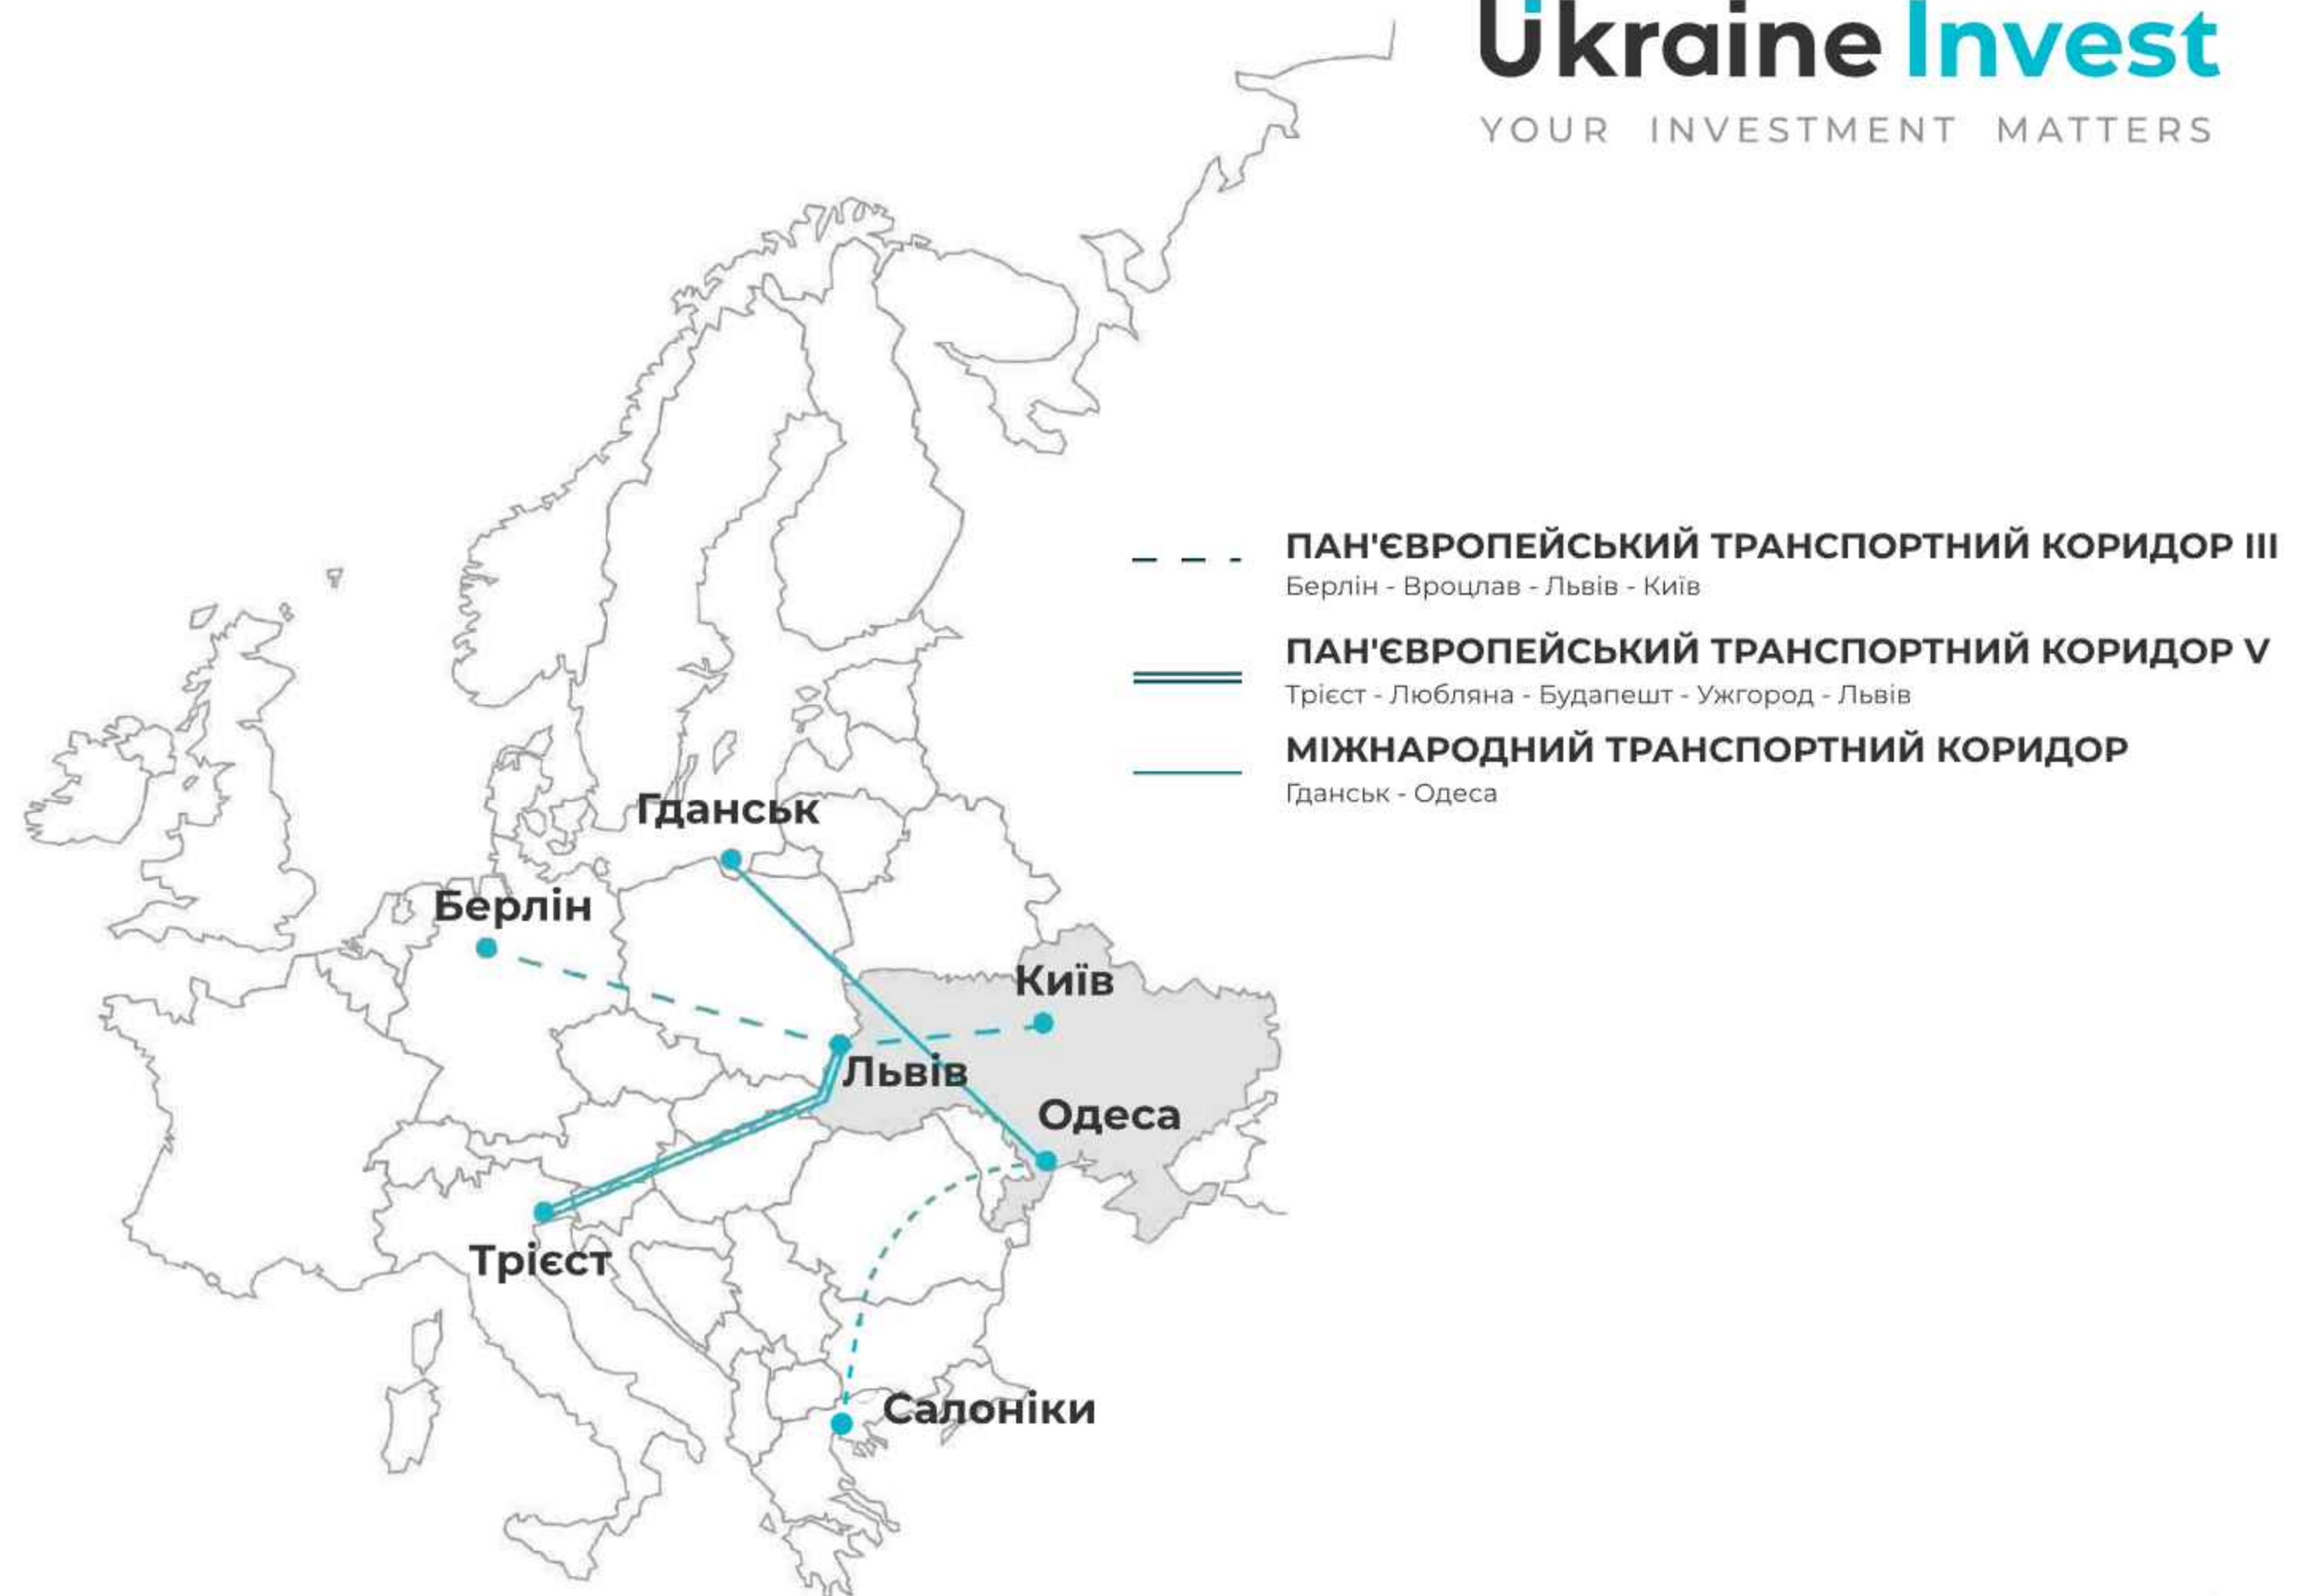 Ukraine Invest
YOUR INVESTMENT MATTERS
ПАН'ЄВРОПЕЙСЬКИЙ ТРАНСПОРТНИЙ КОРИДОР III
Берлін - Вроцлав - Львів - Київ
ПАН'ЄВРОПЕЙСЬКИЙ ТРАНСПОРТНИЙ КОРИДОР V
Трієст - Любляна - Будапешт - Ужгород - Львів
МІЖНАРОДНИЙ ТРАНСПОРТНИЙ КОРИДОР
Гданськ - Одеса
Гданськ
Берлін
Київ
Львів
Одеса
Трієст
Салоніки